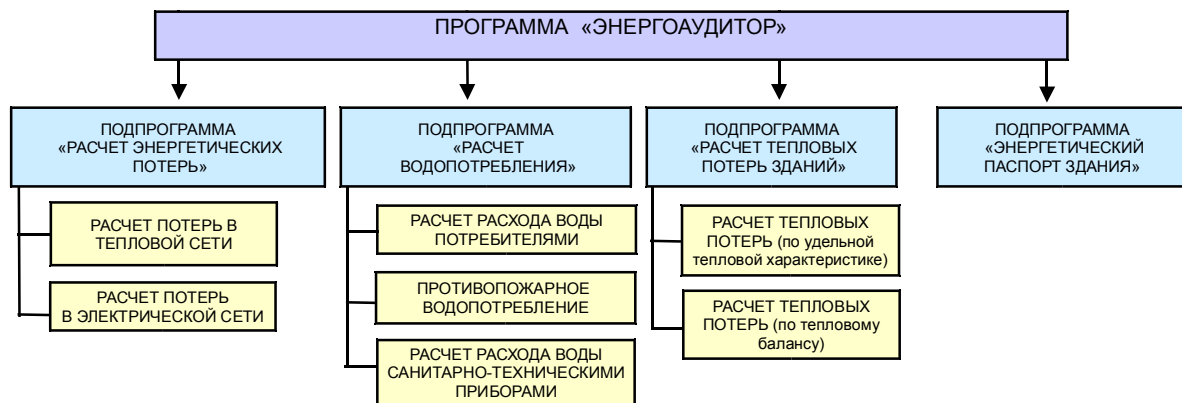 ПРОГРАММА «ЭНЕРГОАУДИТОР»
ПОДПРОГРАММА
«РАСЧЕТ ЭНЕРГЕТИЧЕСКИХ
ПОТЕРЬ»
РАСЧЕТ ПОТЕРЬ В
ТЕПЛОВОЙ СЕТИ
РАСЧЕТ ПОТЕРЬ
В ЭЛЕКТРИЧЕСКОЙ СЕТИ
ПОДПРОГРАММА
«РАСЧЕТ
ВОДОПОТРЕБЛЕНИЯ»
РАСЧЕТ РАСХОДА ВОДЫ
ПОТРЕБИТЕЛЯМИ
ПРОТИВОПОЖАРНОЕ
ВОДОПОТРЕБЛЕНИЕ
РАСЧЕТ РАСХОДА ВОДЫ
САНИТАРНО-ТЕХНИЧЕСКИМИ
ПРИБОРАМИ
ПОДПРОГРАММА
«РАСЧЕТ ТЕПЛОВЫХ
ПОТЕРЬ ЗДАНИЙ»
РАСЧЕТ ТЕПЛОВЫХ
ПОТЕРЬ (по удельной
тепловой характеристике)
РАСЧЕТ ТЕПЛОВЫХ
ПОТЕРЬ (по тепловому
балансу)
ПОДПРОГРАММА
«ЭНЕРГЕТИЧЕСКИЙ
ПАСПОРТ ЗДАНИЯ»